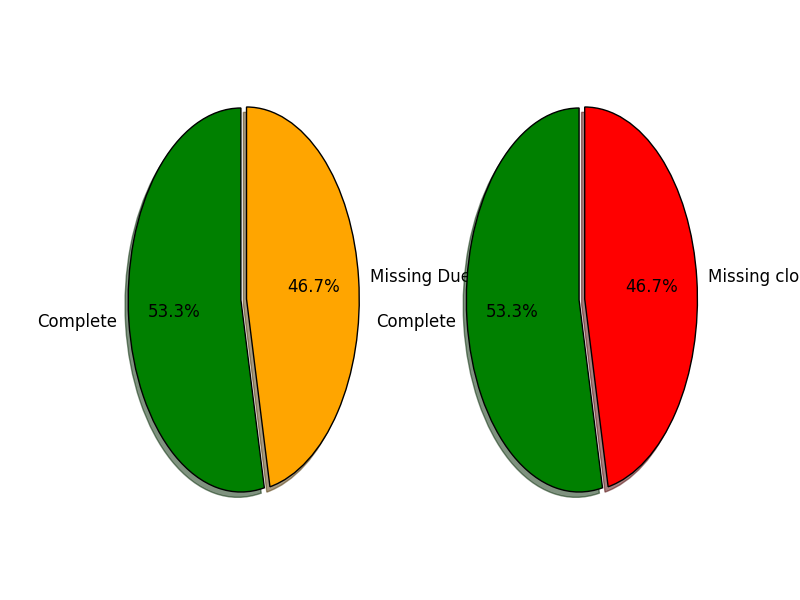 Missing Due
46.7%
53.3%
Complete
Missing clo
46.7%
53.3%
Complete